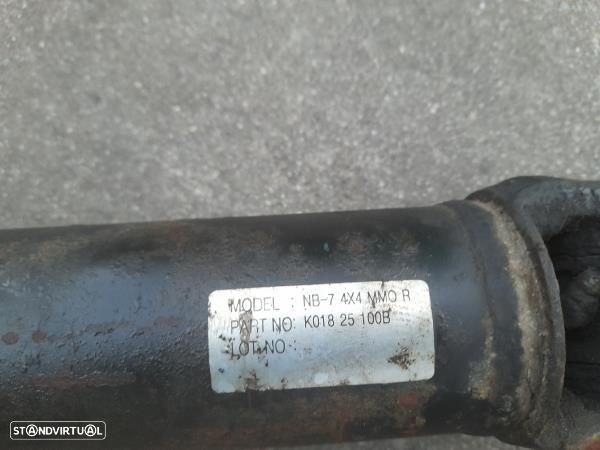 MODEL : NB-7 4X4 MMO R
PART NO: K018 25 100B
LOT NO :
STANDVIRTUAL